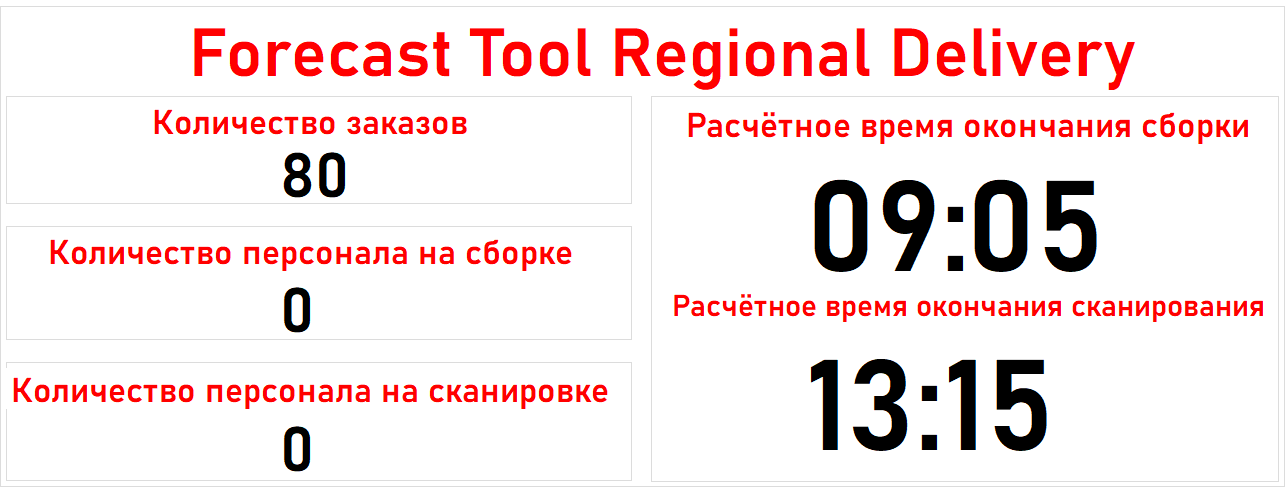 Forecast Tool Regional Delivery
Количество заказов
80
Количество персонала на сборке
0
Количество персонала на сканировке
0
Расчётное время окончания сборки
09:05
Расчётное время окончания сканирования
13:15